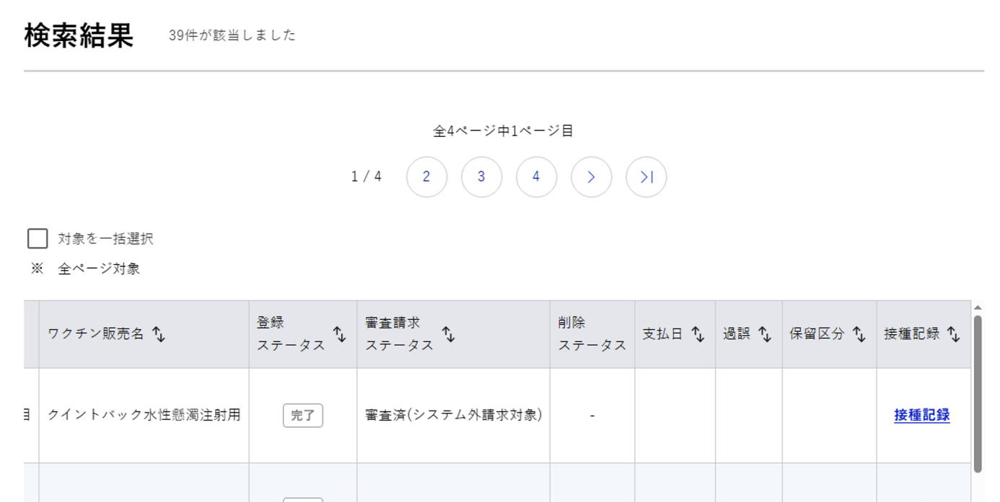 検索結果 39件が該当しました
全4ページ中1ページ目
1 / 4 2 3 4
対象を一括選択
※ 全ページ対象
ワクチン販売名 登録ステータス 審査請求ステータス 削除ステータス 支払日 過誤 保留区分 接種記録
目 クイントバック水性懸濁注射用 完了 審査済(システム外請求対象) - 接種記録